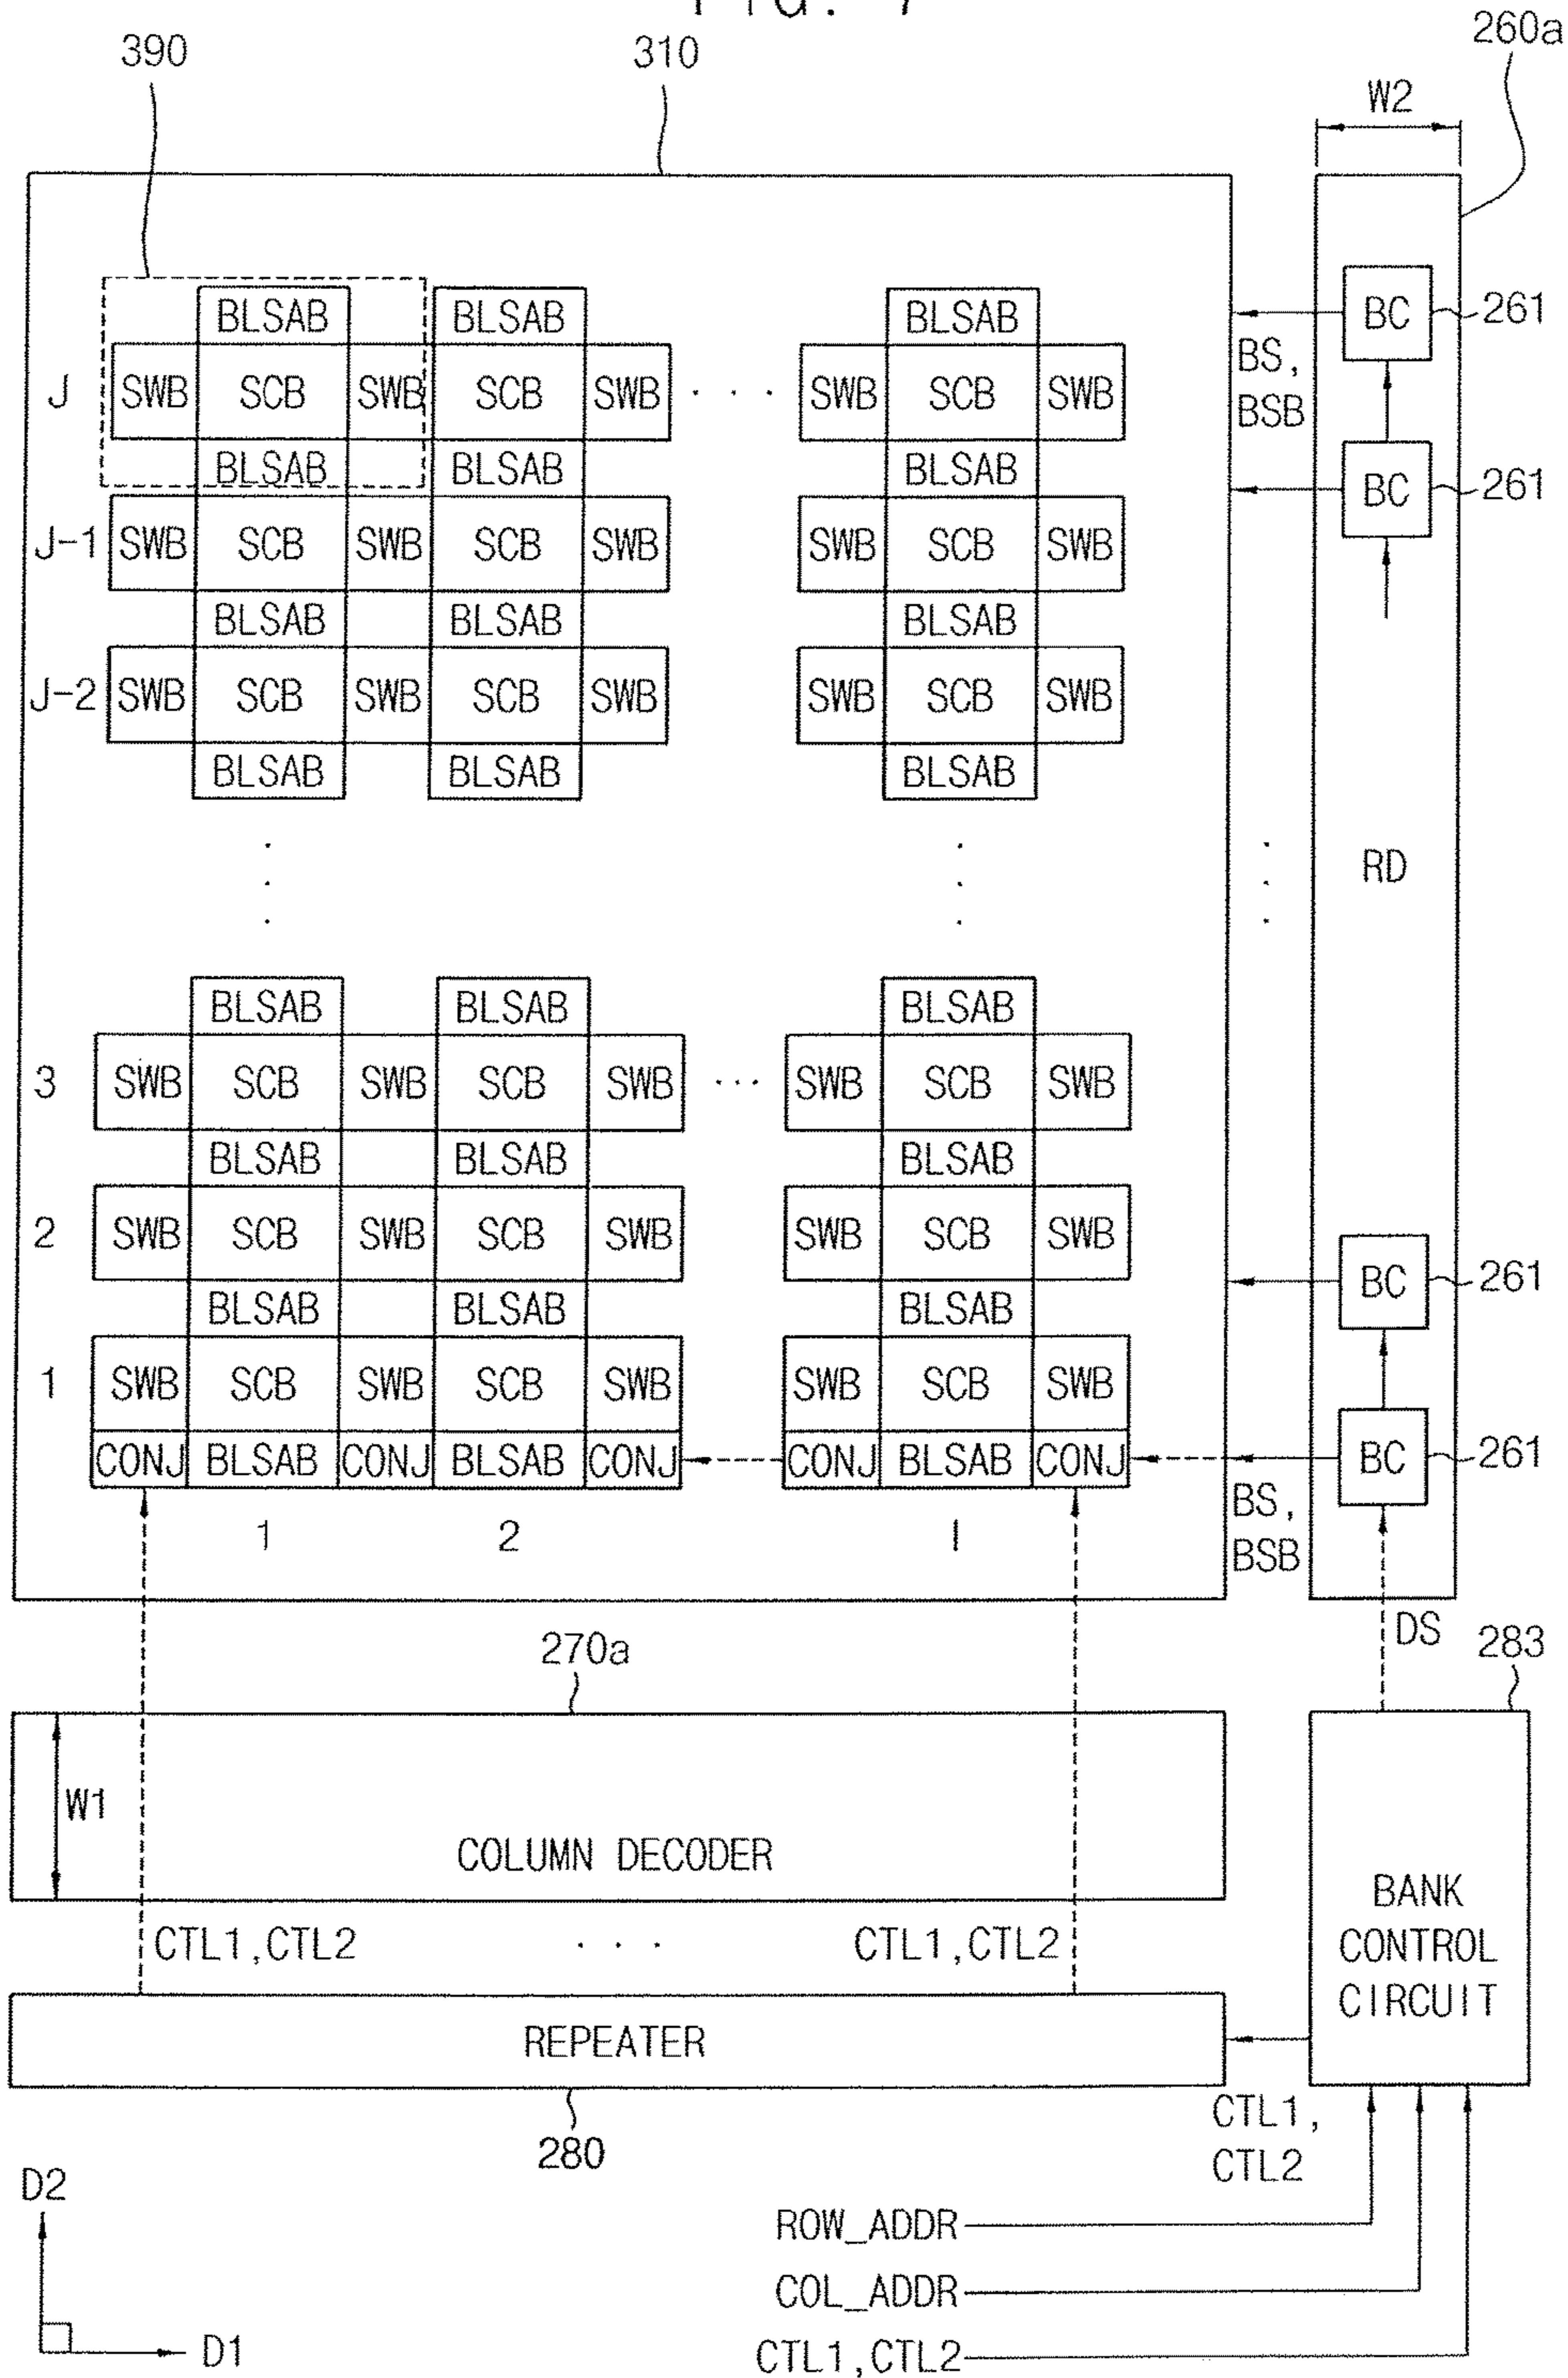 FIG. 7
390
310
260a
W2
BLSAB BLSAB BLSAB
BC 261
J SWB SCB SWB SCB SWB · · · SWB SCB SWB
BS,
BSB
BLSAB BLSAB BLSAB
BC 261
J-1 SWB SCB SWB SCB SWB SWB SCB SWB
BLSAB BLSAB BLSAB
J-2 SWB SCB SWB SCB SWB SWB SCB SWB
BLSAB BLSAB BLSAB
RD
BLSAB BLSAB BLSAB
3 SWB SCB SWB SCB SWB ··· SWB SCB SWB
BLSAB BLSAB BLSAB
2 SWB SCB SWB SCB SWB SWB SCB SWB
BC 261
BLSAB BLSAB BLSAB
1 SWB SCB SWB SCB SWB SWB SCB SWB
CONJ BLSAB CONJ BLSAB CONJ CONJ BLSAB CONJ
BC 261
BS,
BSB
1 2 I
DS
270a
283
W1
COLUMN DECODER
BANK
CONTROL
CIRCUIT
CTL1,CTL2 · · · CTL1,CTL2
REPEATER
280
CTL1,
CTL2
D2
D1
ROW_ADDR
COL_ADDR
CTL1,CTL2